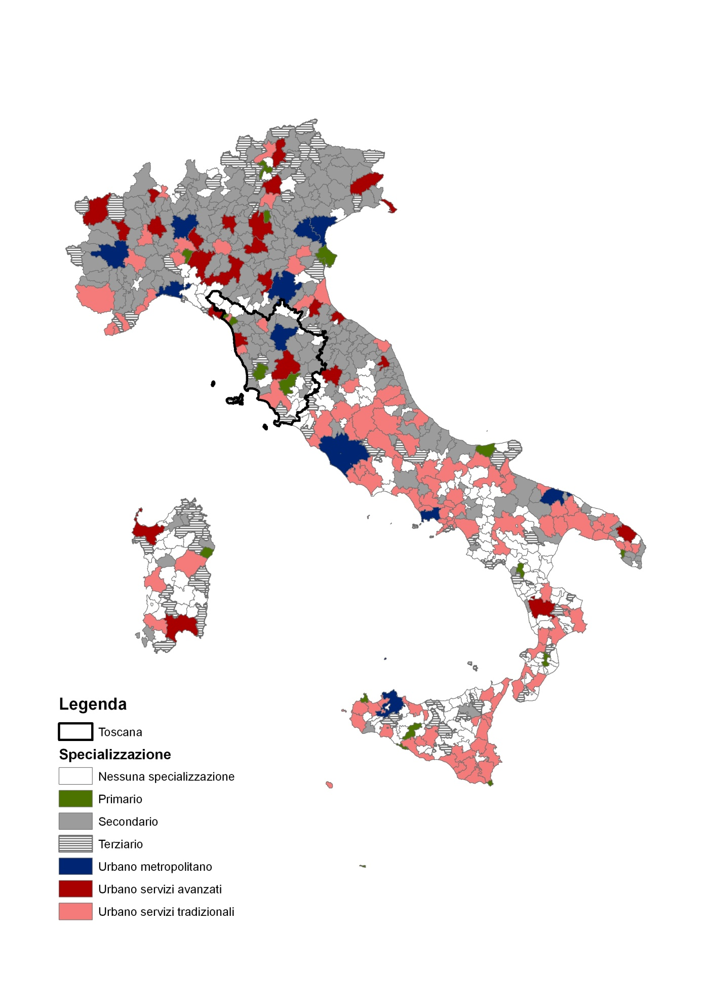 Legenda
Toscana
Specializzazione
Nessuna specializzazione
Primario
Secondario
Terziario
Urbano metropolitano
Urbano servizi avanzati
Urbano servizi tradizionali